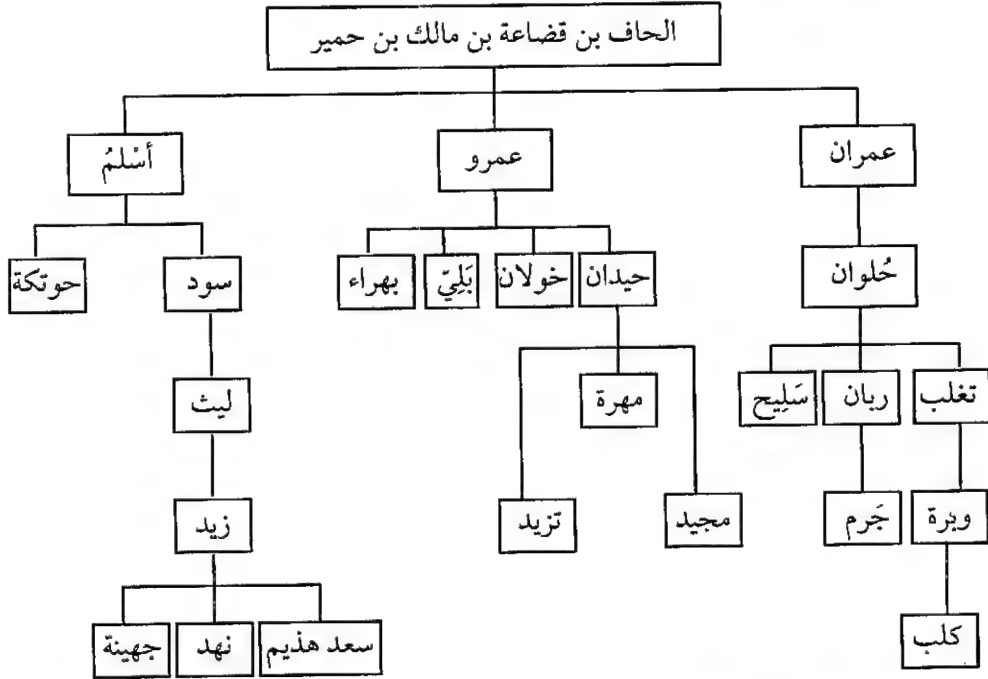 الحاف بن قضاعة بن مالك بن حمير
عمران
عمرو
أسْلمُ
حُلوان
حيدان
خولان
بَلِيّ
بهراء
سود
حوتكة
تغلب
ربان
سَلِيح
مهرة
ليث
وبرة
جَرم
مجيد
تزيد
زيد
كلب
سعد هذيم
نهد
جهينة